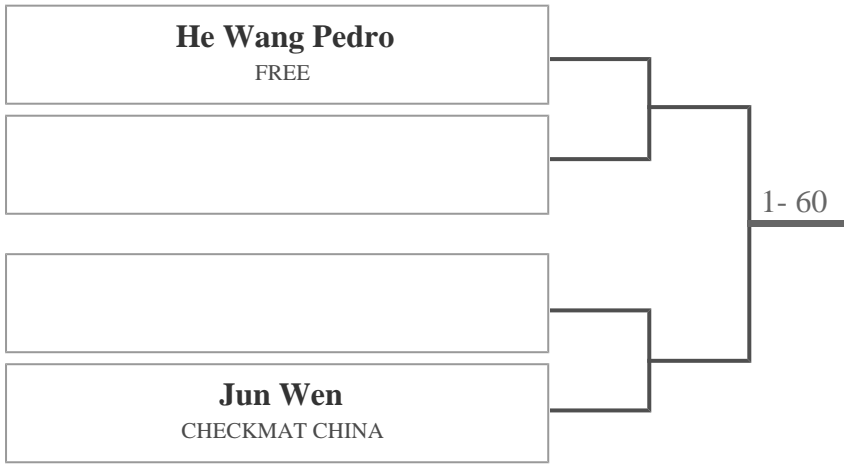 He Wang Pedro
FREE
1- 60
Jun Wen
CHECKMAT CHINA